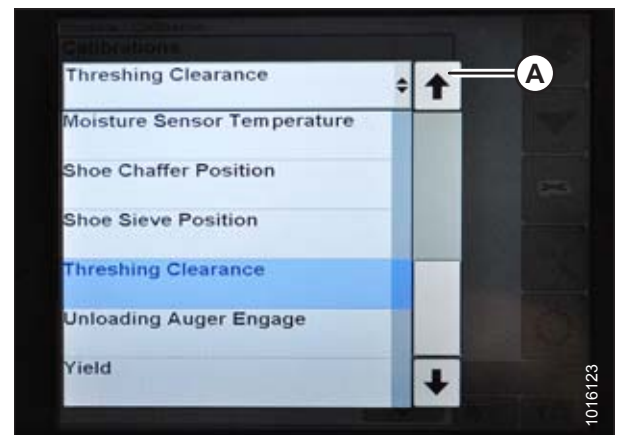 Calibrations
Threshing Clearance
A
Moisture Sensor Temperature
Shoe Chaffer Position
Shoe Sieve Position
Threshing Clearance
Unloading Auger Engage
Yield
1016123